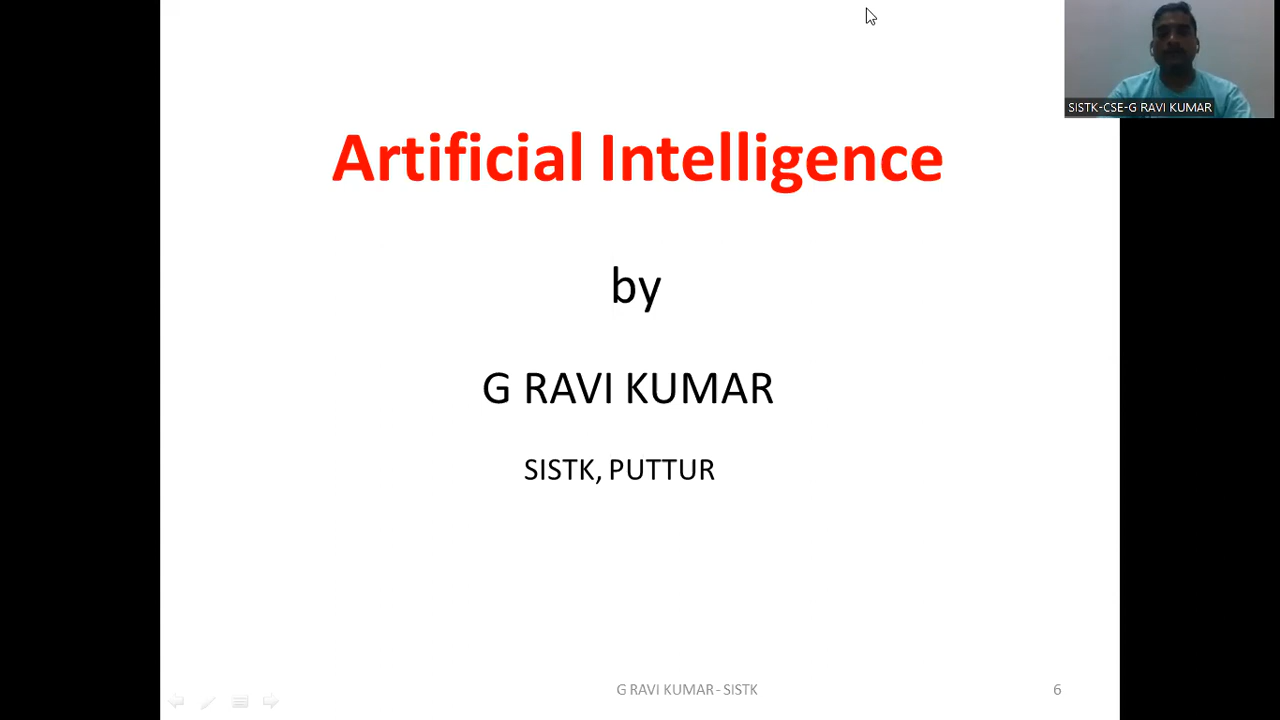 SISTK-CSE-G RAVI KUMAR
Artificial Intelligence
by
G RAVI KUMAR
SISTK, PUTTUR
G RAVI KUMAR - SISTK
6